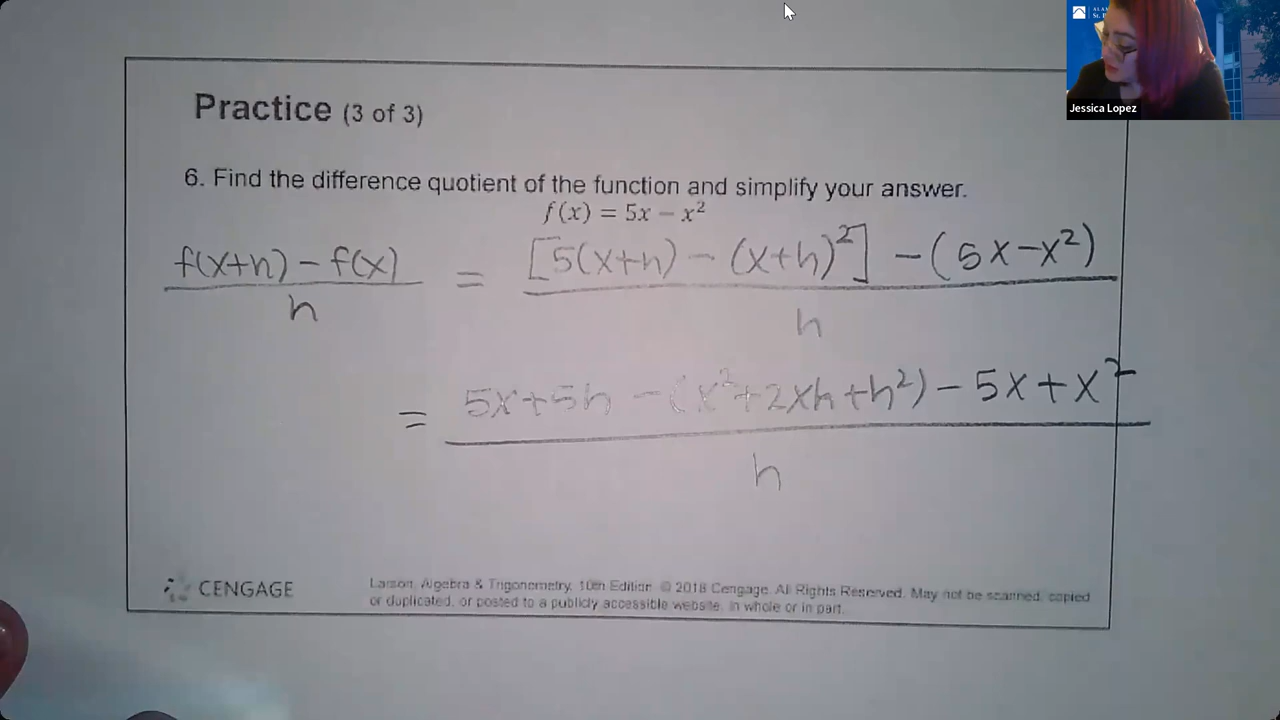 Jessica Lopez
Practice (3 of 3)
6. Find the difference quotient of the function and simplify your answer.
f(x) = 5x − x²
f(x+h) − f(x) / h = [5(x+h) − (x+h)²] − (5x−x²) / h
= 5x+5h −(x²+2xh+h²) − 5x+x² / h
CENGAGE
Larson, Algebra & Trigonometry, 10th Edition. © 2018 Cengage. All Rights Reserved. May not be scanned, copied
or duplicated, or posted to a publicly accessible website, in whole or in part.